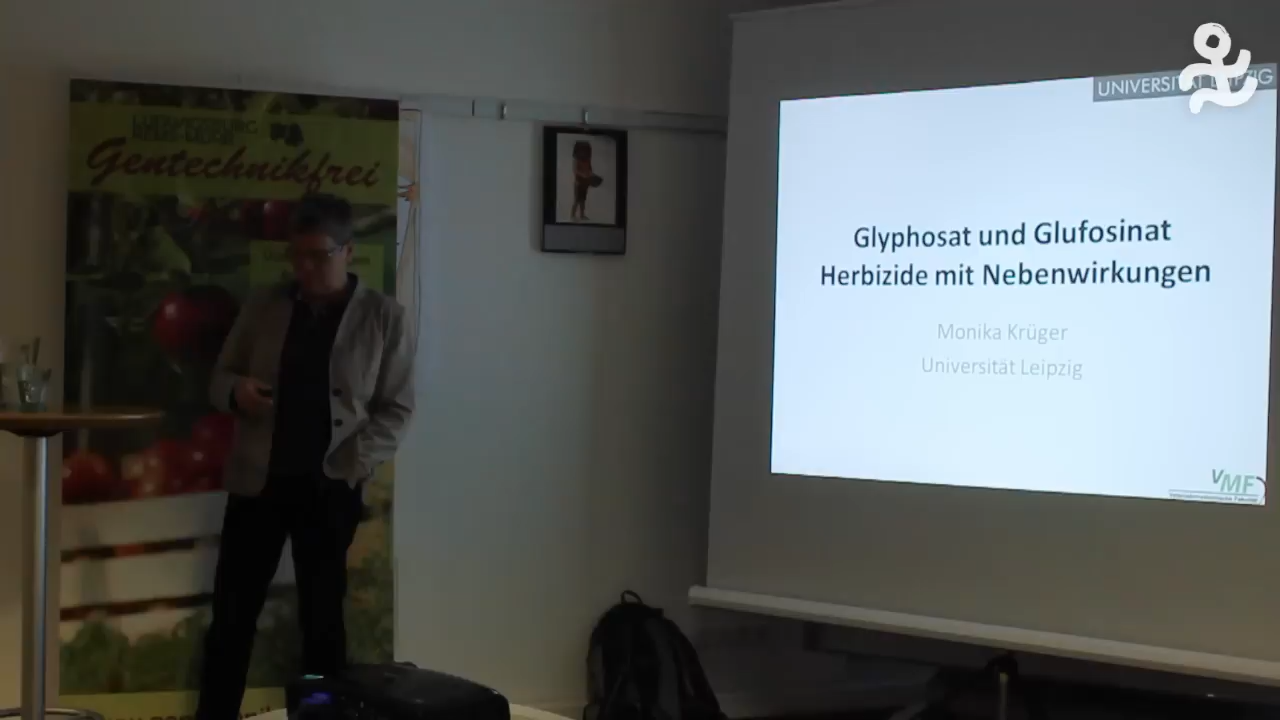 Gentechnikfrei
UNIVERSITÄT LEIPZIG
Glyphosat und Glufosinat
Herbizide mit Nebenwirkungen
Monika Krüger
Universität Leipzig
VMF